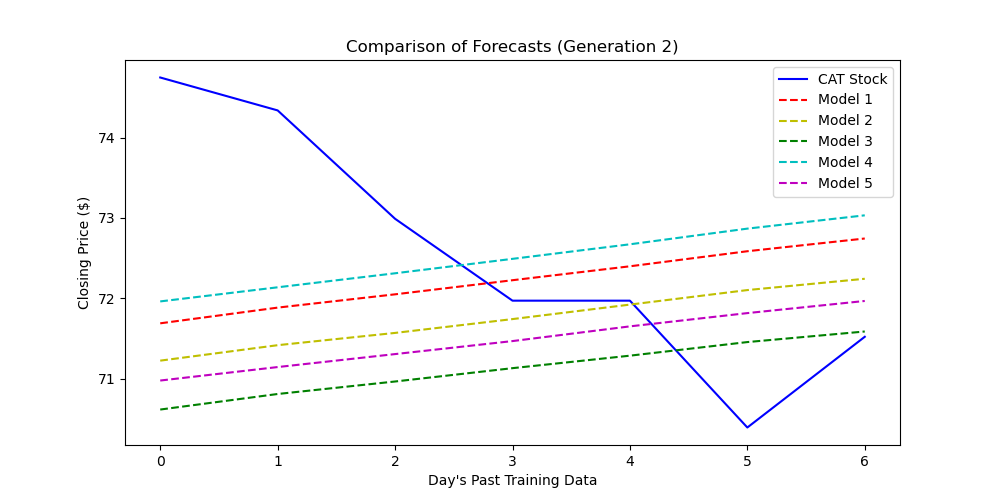 Comparison of Forecasts (Generation 2)
CAT Stock
Model 1
Model 2
Model 3
Model 4
Model 5
74
73
72
71
Closing Price ($)
0 1 2 3 4 5 6
Day's Past Training Data